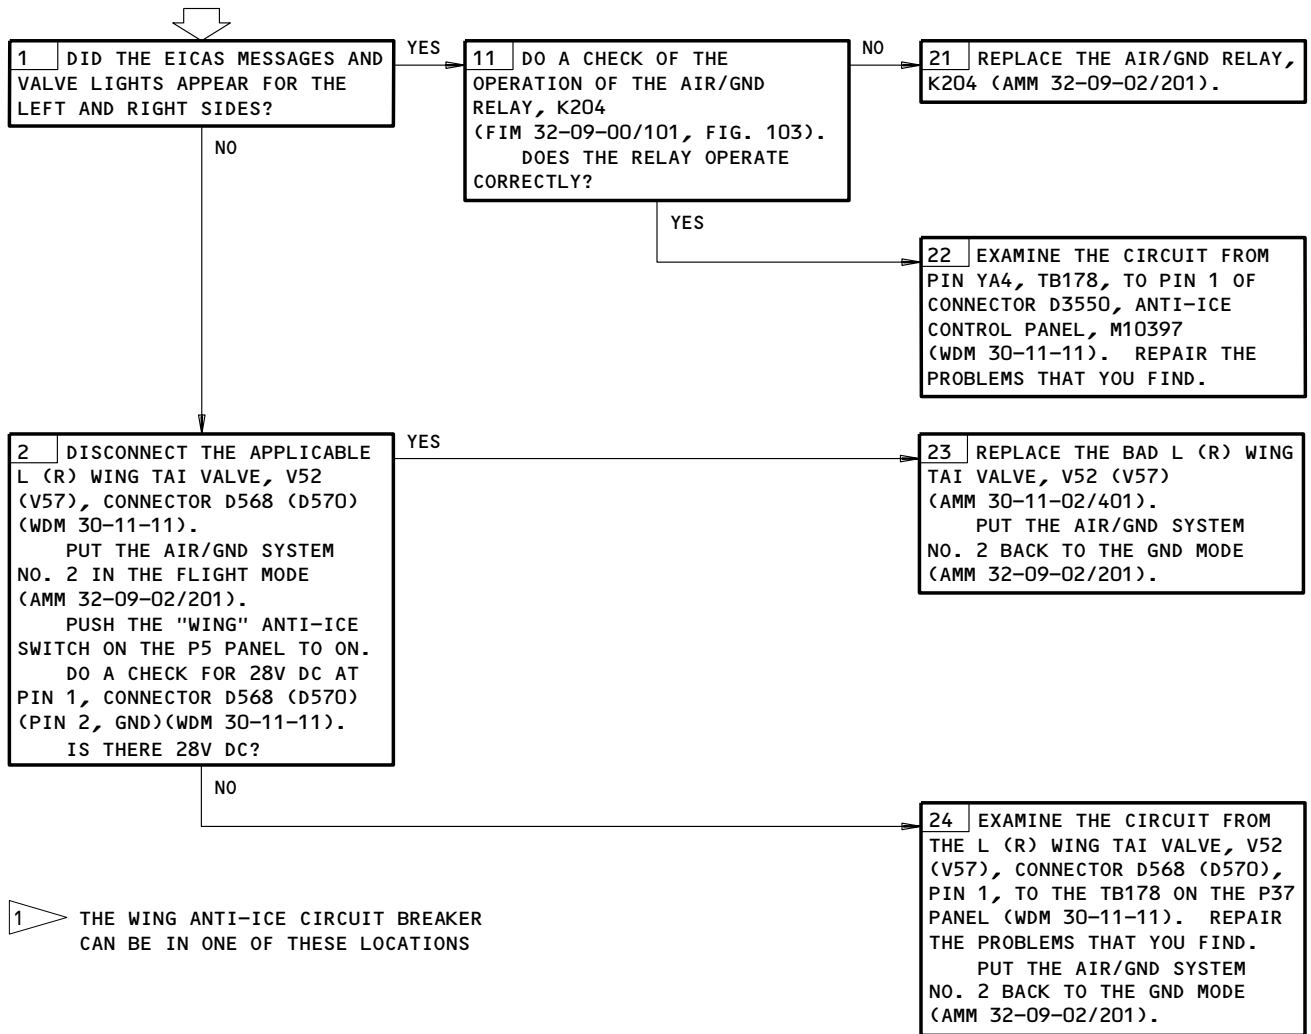 1 DID THE EICAS MESSAGES AND
VALVE LIGHTS APPEAR FOR THE
LEFT AND RIGHT SIDES?
YES
NO
11 DO A CHECK OF THE
OPERATION OF THE AIR/GND
RELAY, K204
(FIM 32-09-00/101, FIG. 103).
DOES THE RELAY OPERATE
CORRECTLY?
NO
YES
21 REPLACE THE AIR/GND RELAY,
K204 (AMM 32-09-02/201).
22 EXAMINE THE CIRCUIT FROM
PIN YA4, TB178, TO PIN 1 OF
CONNECTOR D3550, ANTI-ICE
CONTROL PANEL, M10397
(WDM 30-11-11). REPAIR THE
PROBLEMS THAT YOU FIND.
2 DISCONNECT THE APPLICABLE
L (R) WING TAI VALVE, V52
(V57), CONNECTOR D568 (D570)
(WDM 30-11-11).
PUT THE AIR/GND SYSTEM
NO. 2 IN THE FLIGHT MODE
(AMM 32-09-02/201).
PUSH THE "WING" ANTI-ICE
SWITCH ON THE P5 PANEL TO ON.
DO A CHECK FOR 28V DC AT
PIN 1, CONNECTOR D568 (D570)
(PIN 2, GND)(WDM 30-11-11).
IS THERE 28V DC?
YES
NO
23 REPLACE THE BAD L (R) WING
TAI VALVE, V52 (V57)
(AMM 30-11-02/401).
PUT THE AIR/GND SYSTEM
NO. 2 BACK TO THE GND MODE
(AMM 32-09-02/201).
24 EXAMINE THE CIRCUIT FROM
THE L (R) WING TAI VALVE, V52
(V57), CONNECTOR D568 (D570),
PIN 1, TO THE TB178 ON THE P37
PANEL (WDM 30-11-11). REPAIR
THE PROBLEMS THAT YOU FIND.
PUT THE AIR/GND SYSTEM
NO. 2 BACK TO THE GND MODE
(AMM 32-09-02/201).
1 THE WING ANTI-ICE CIRCUIT BREAKER
CAN BE IN ONE OF THESE LOCATIONS